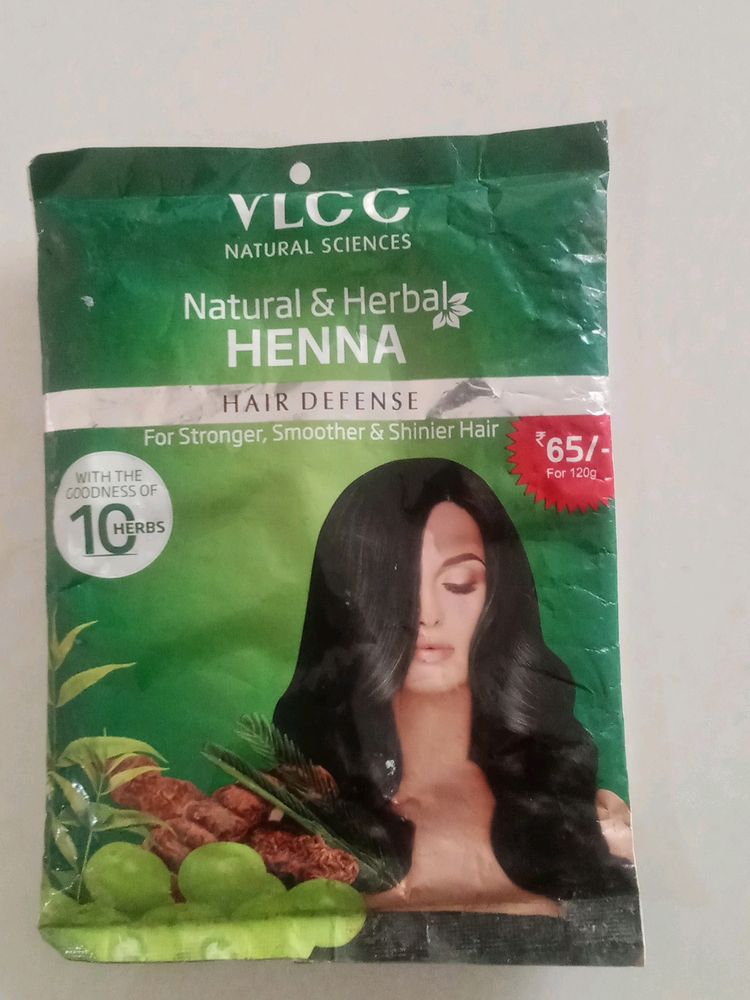 VLCC
NATURAL SCIENCES
Natural & Herbal
HENNA
HAIR DEFENSE
For Stronger, Smoother & Shinier Hair
₹65/-
For 120g
WITH THE
GOODNESS OF
10 HERBS